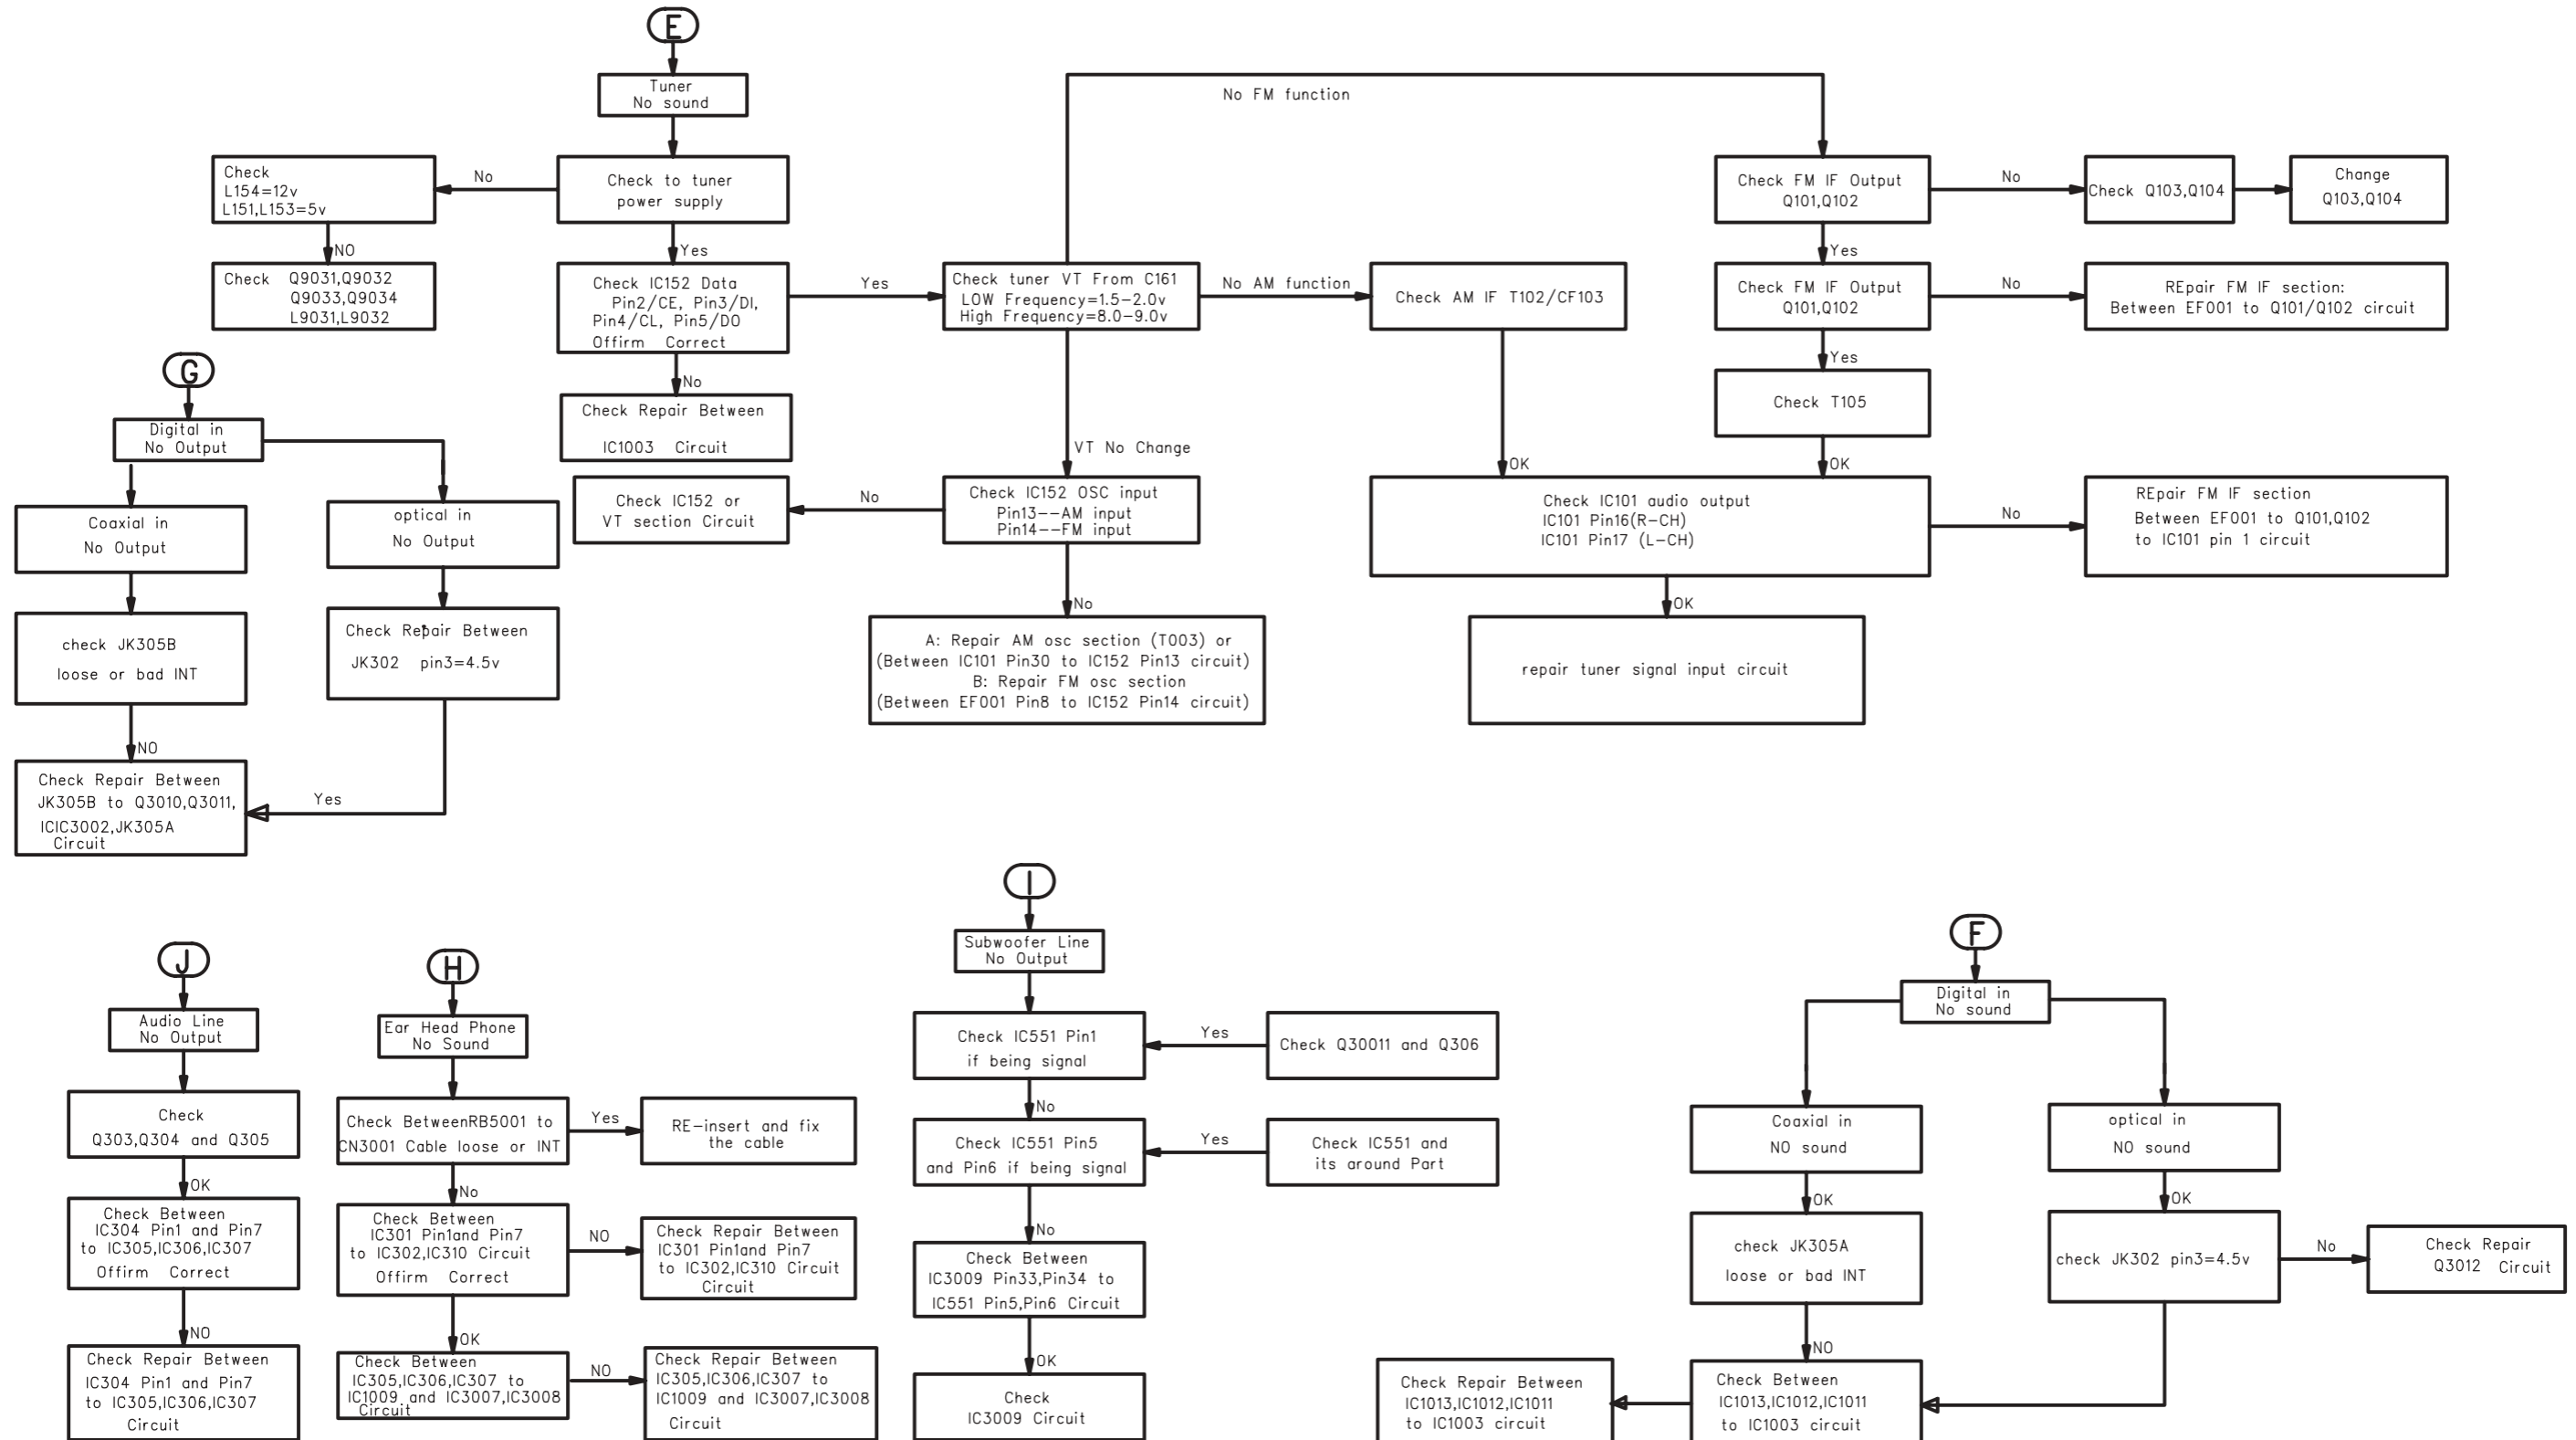 E
Tuner
No sound
No FM function
Check
L154=12v
L151,L153=5v
No
Check to tuner
power supply
Check FM IF Output
Q101,Q102
No
Check Q103,Q104
Change
Q103,Q104
NO
Yes
Yes
Check Q9031,Q9032
Q9033,Q9034
L9031,L9032
Check IC152 Data
Pin2/CE, Pin3/DI,
Pin4/CL, Pin5/DO
Offirm Correct
Yes
Check tuner VT From C161
LOW Frequency=1.5-2.0v
High Frequency=8.0-9.0v
No AM function
Check AM IF T102/CF103
Check FM IF Output
Q101,Q102
No
REpair FM IF section:
Between EF001 to Q101/Q102 circuit
No
Yes
Check Repair Between
IC1003 Circuit
Check T105
VT No Change
OK
OK
Check IC152 or
VT section Circuit
No
Check IC152 OSC input
Pin13--AM input
Pin14--FM input
Check IC101 audio output
IC101 Pin16(R-CH)
IC101 Pin17 (L-CH)
No
REpair FM IF section
Between EF001 to Q101,Q102
to IC101 pin 1 circuit
No
OK
A: Repair AM osc section (T003) or
(Between IC101 Pin30 to IC152 Pin13 circuit)
B: Repair FM osc section
(Between EF001 Pin8 to IC152 Pin14 circuit)
repair tuner signal input circuit
G
Digital in
No Output
Coaxial in
No Output
optical in
No Output
check JK305B
loose or bad INT
Check Repair Between
JK302 pin3=4.5v
NO
Check Repair Between
JK305B to Q3010,Q3011,
ICIC3002,JK305A
Circuit
Yes
J
Audio Line
No Output
Check
Q303,Q304 and Q305
OK
Check Between
IC304 Pin1 and Pin7
to IC305,IC306,IC307
Offirm Correct
NO
Check Repair Between
IC304 Pin1 and Pin7
to IC305,IC306,IC307
Circuit
H
Ear Head Phone
No Sound
Check BetweenRB5001 to
CN3001 Cable loose or INT
Yes
RE-insert and fix
the cable
No
Check Between
IC301 Pin1and Pin7
to IC302,IC310 Circuit
Offirm Correct
NO
Check Repair Between
IC301 Pin1and Pin7
to IC302,IC310 Circuit
Circuit
OK
Check Between
IC305,IC306,IC307 to
IC1009 and IC3007,IC3008
Circuit
NO
Check Repair Between
IC305,IC306,IC307 to
IC1009 and IC3007,IC3008
Circuit
I
Subwoofer Line
No Output
Check IC551 Pin1
if being signal
Yes
Check Q30011 and Q306
No
Check IC551 Pin5
and Pin6 if being signal
Yes
Check IC551 and
its around Part
No
Check Between
IC3009 Pin33,Pin34 to
IC551 Pin5,Pin6 Circuit
OK
Check
IC3009 Circuit
F
Digital in
No sound
Coaxial in
NO sound
optical in
NO sound
OK
OK
check JK305A
loose or bad INT
check JK302 pin3=4.5v
No
Check Repair
Q3012 Circuit
NO
Check Repair Between
IC1013,IC1012,IC1011
to IC1003 circuit
Check Between
IC1013,IC1012,IC1011
to IC1003 circuit